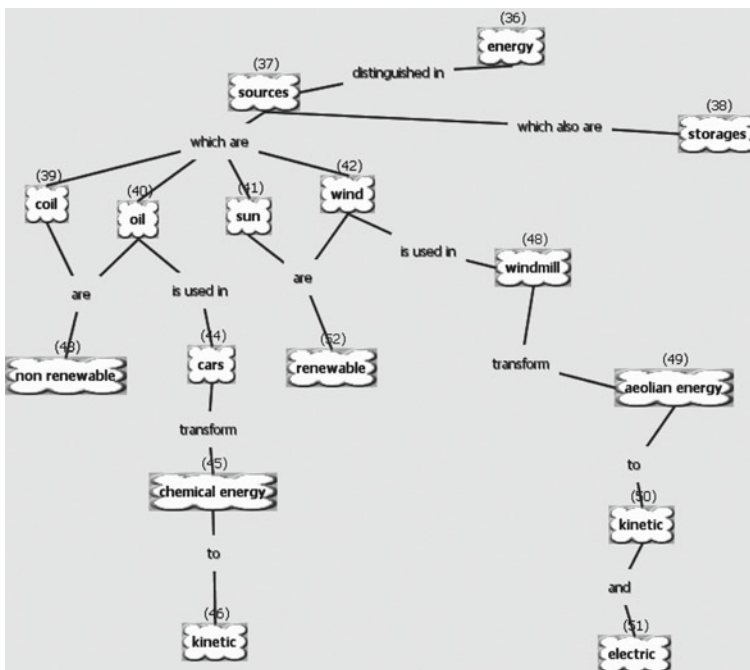 (36)
energy
distinguished in
(37)
sources
(38)
which also are
storages
which are
(39)
coil
(40)
oil
(41)
sun
(42)
wind
(48)
is used in
windmill
are
is used in
are
(43)
non renewable
(44)
cars
(52)
renewable
transform
(49)
aeolian energy
transform
(45)
chemical energy
to
(50)
kinetic
to
and
(46)
kinetic
(51)
electric